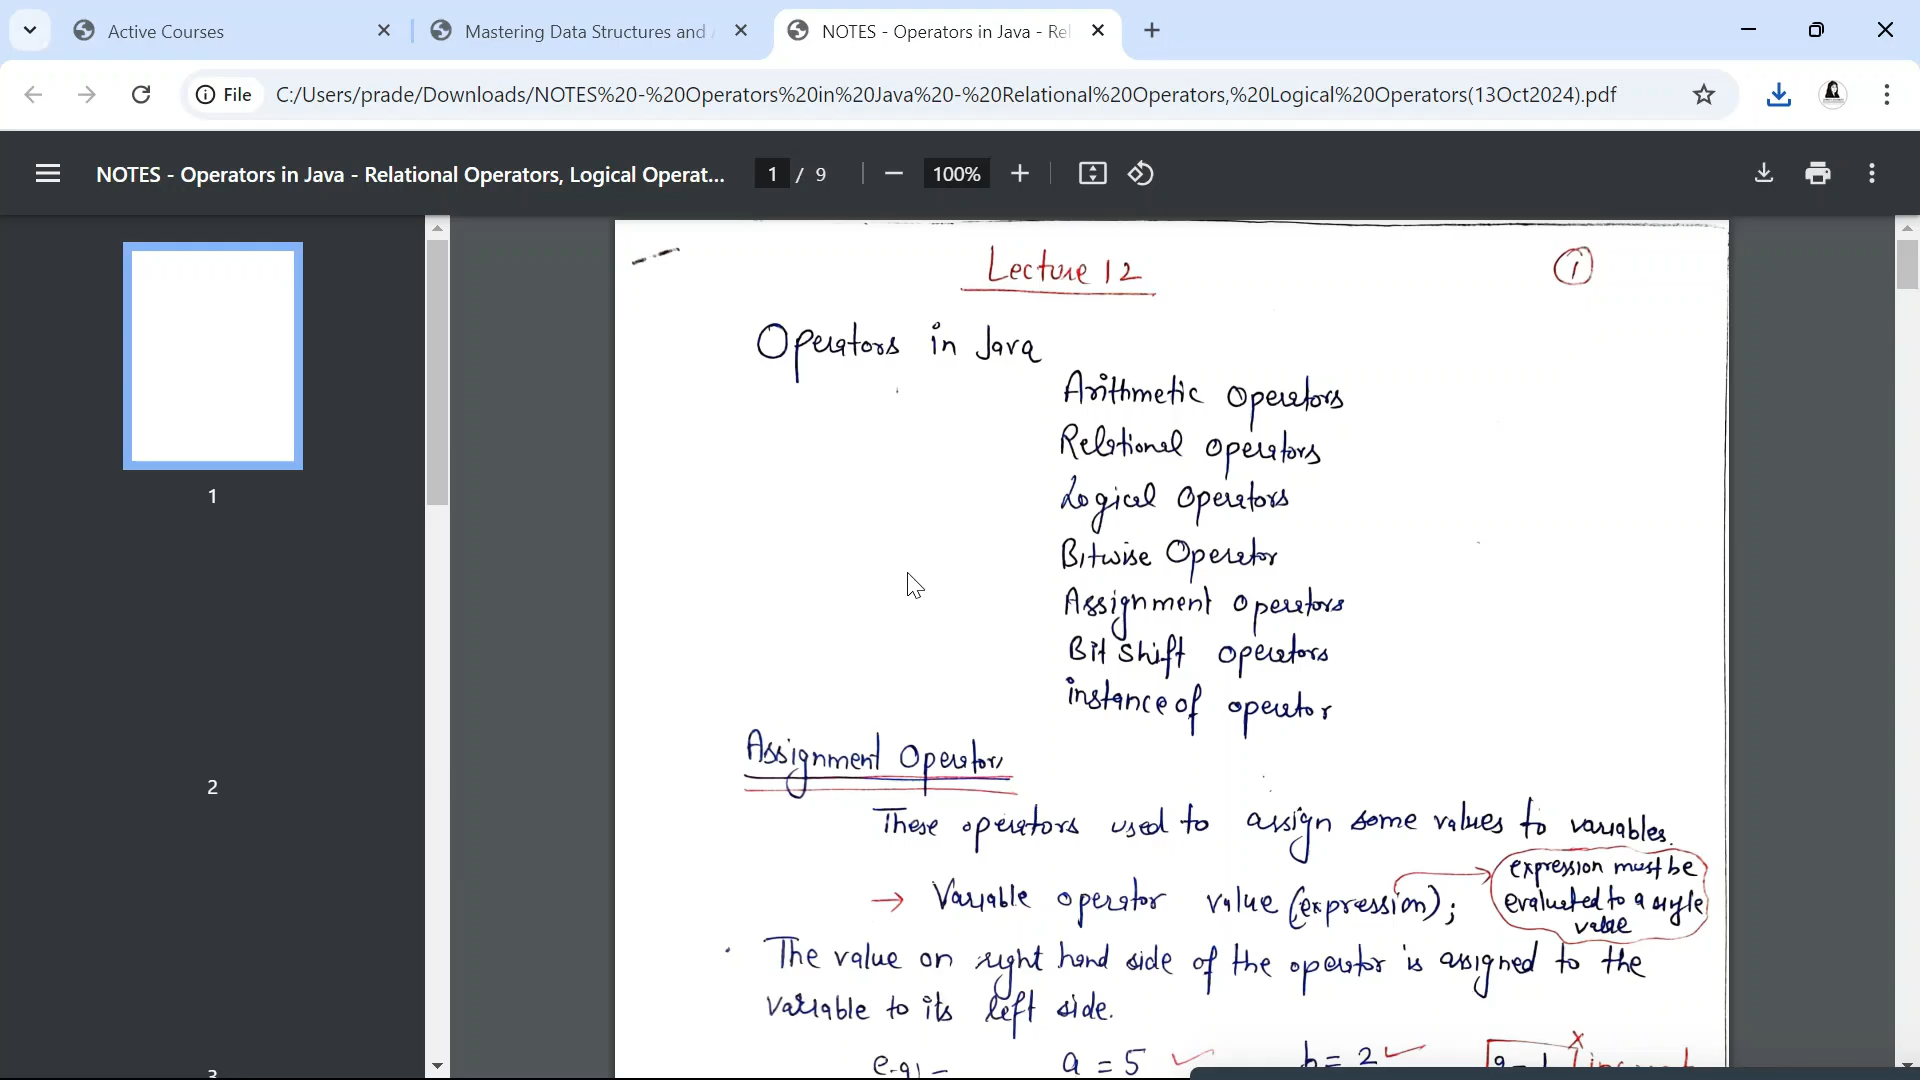 Active Courses
Mastering Data Structures and
NOTES - Operators in Java - Rel
File
C:/Users/prade/Downloads/NOTES%20-%20Operators%20in%20Java%20-%20Relational%20Operators,%20Logical%20Operators(13Oct2024).pdf
NOTES - Operators in Java - Relational Operators, Logical Operat...
1 / 9
100%
1
2
3
Lecture 12
1
Operators in Java
Arithmetic Operators
Relational Operators
Logical Operators
Bitwise Operator
Assignment Operators
Bit Shift Operators
instance of operator
Assignment Operators
These operators used to assign some values to variables.
→ Variable operator value (expression);
expression must be
evaluated to a single
value
The value on right hand side of the operator is assigned to the
variable to its left side.
e.g1- a = 5 ✓ b = 2 ✓